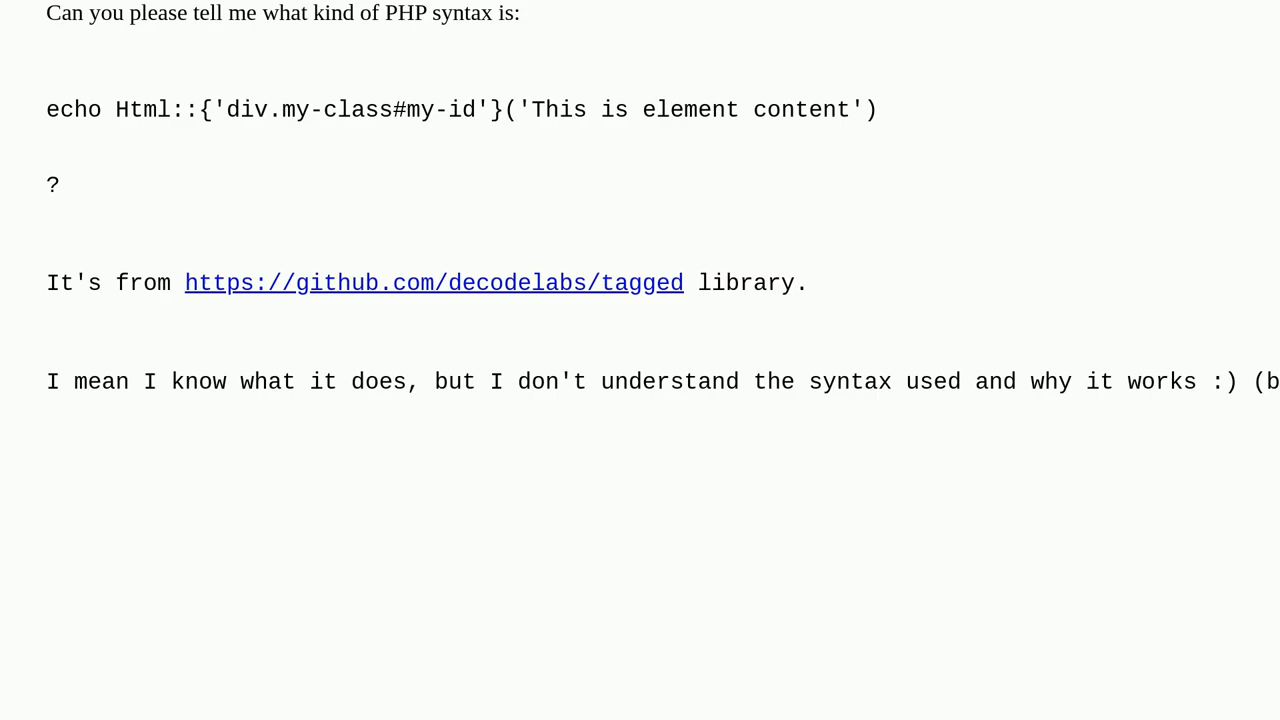 Can you please tell me what kind of PHP syntax is:
echo Html::{'div.my-class#my-id'}('This is element content')
?
It's from https://github.com/decodelabs/tagged library.
I mean I know what it does, but I don't understand the syntax used and why it works :) (b